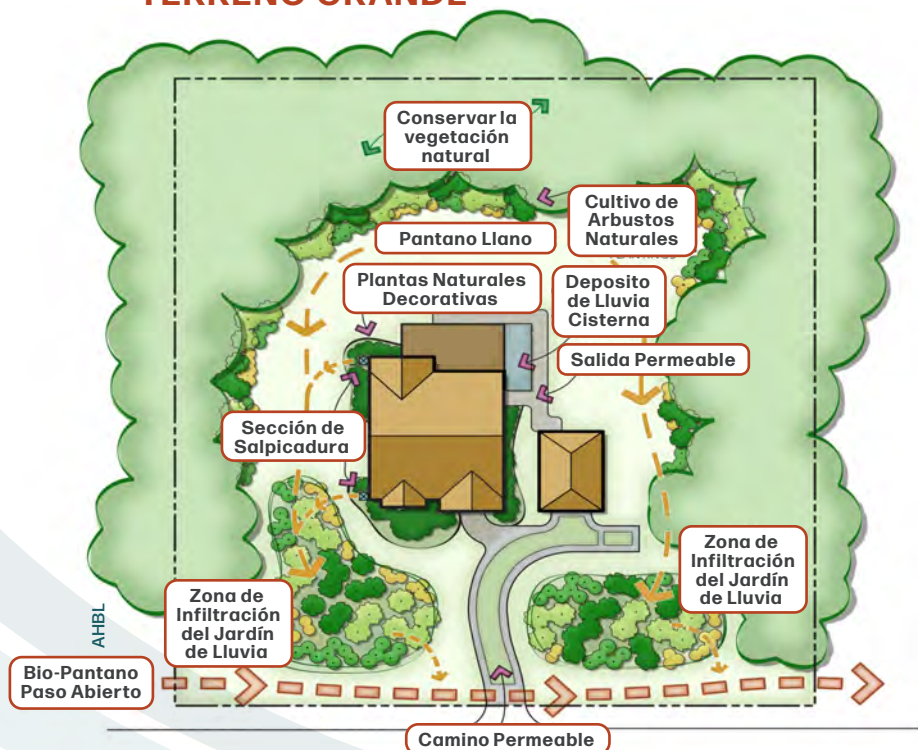 TERRENO GRANDE
Conservar la
vegetación
natural
Cultivo de
Arbustos
Naturales
Pantano Llano
Plantas Naturales
Decorativas
Deposito
de Lluvia
Cisterna
Salida Permeable
Sección de
Salpicadura
Zona de
Infiltración
del Jardín
de Lluvia
Zona de
Infiltración
del Jardín
de Lluvia
AHBL
Bio-Pantano
Paso Abierto
Camino Permeable